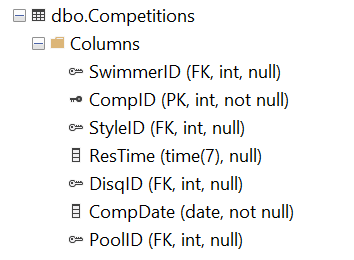 dbo.Competitions
Columns
SwimmerID (FK, int, null)
CompID (PK, int, not null)
StyleID (FK, int, null)
ResTime (time(7), null)
DisqID (FK, int, null)
CompDate (date, not null)
PoolID (FK, int, null)